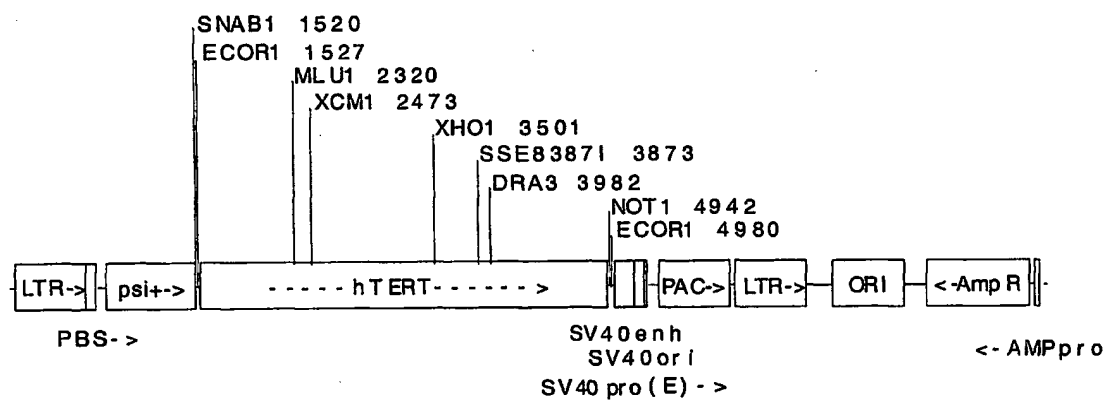 SNAB1 1520
ECOR1 1527
MLU1 2320
XCM1 2473
XHO1 3501
SSE8387I 3873
DRA3 3982
NOT1 4942
ECOR1 4980
LTR-> psi+-> - - - - - hTERT- - - - - - > PAC-> LTR-> ORI <-Amp R
PBS->
SV40enh
SV40ori
SV40 pro(E) - >
<- AMPpro